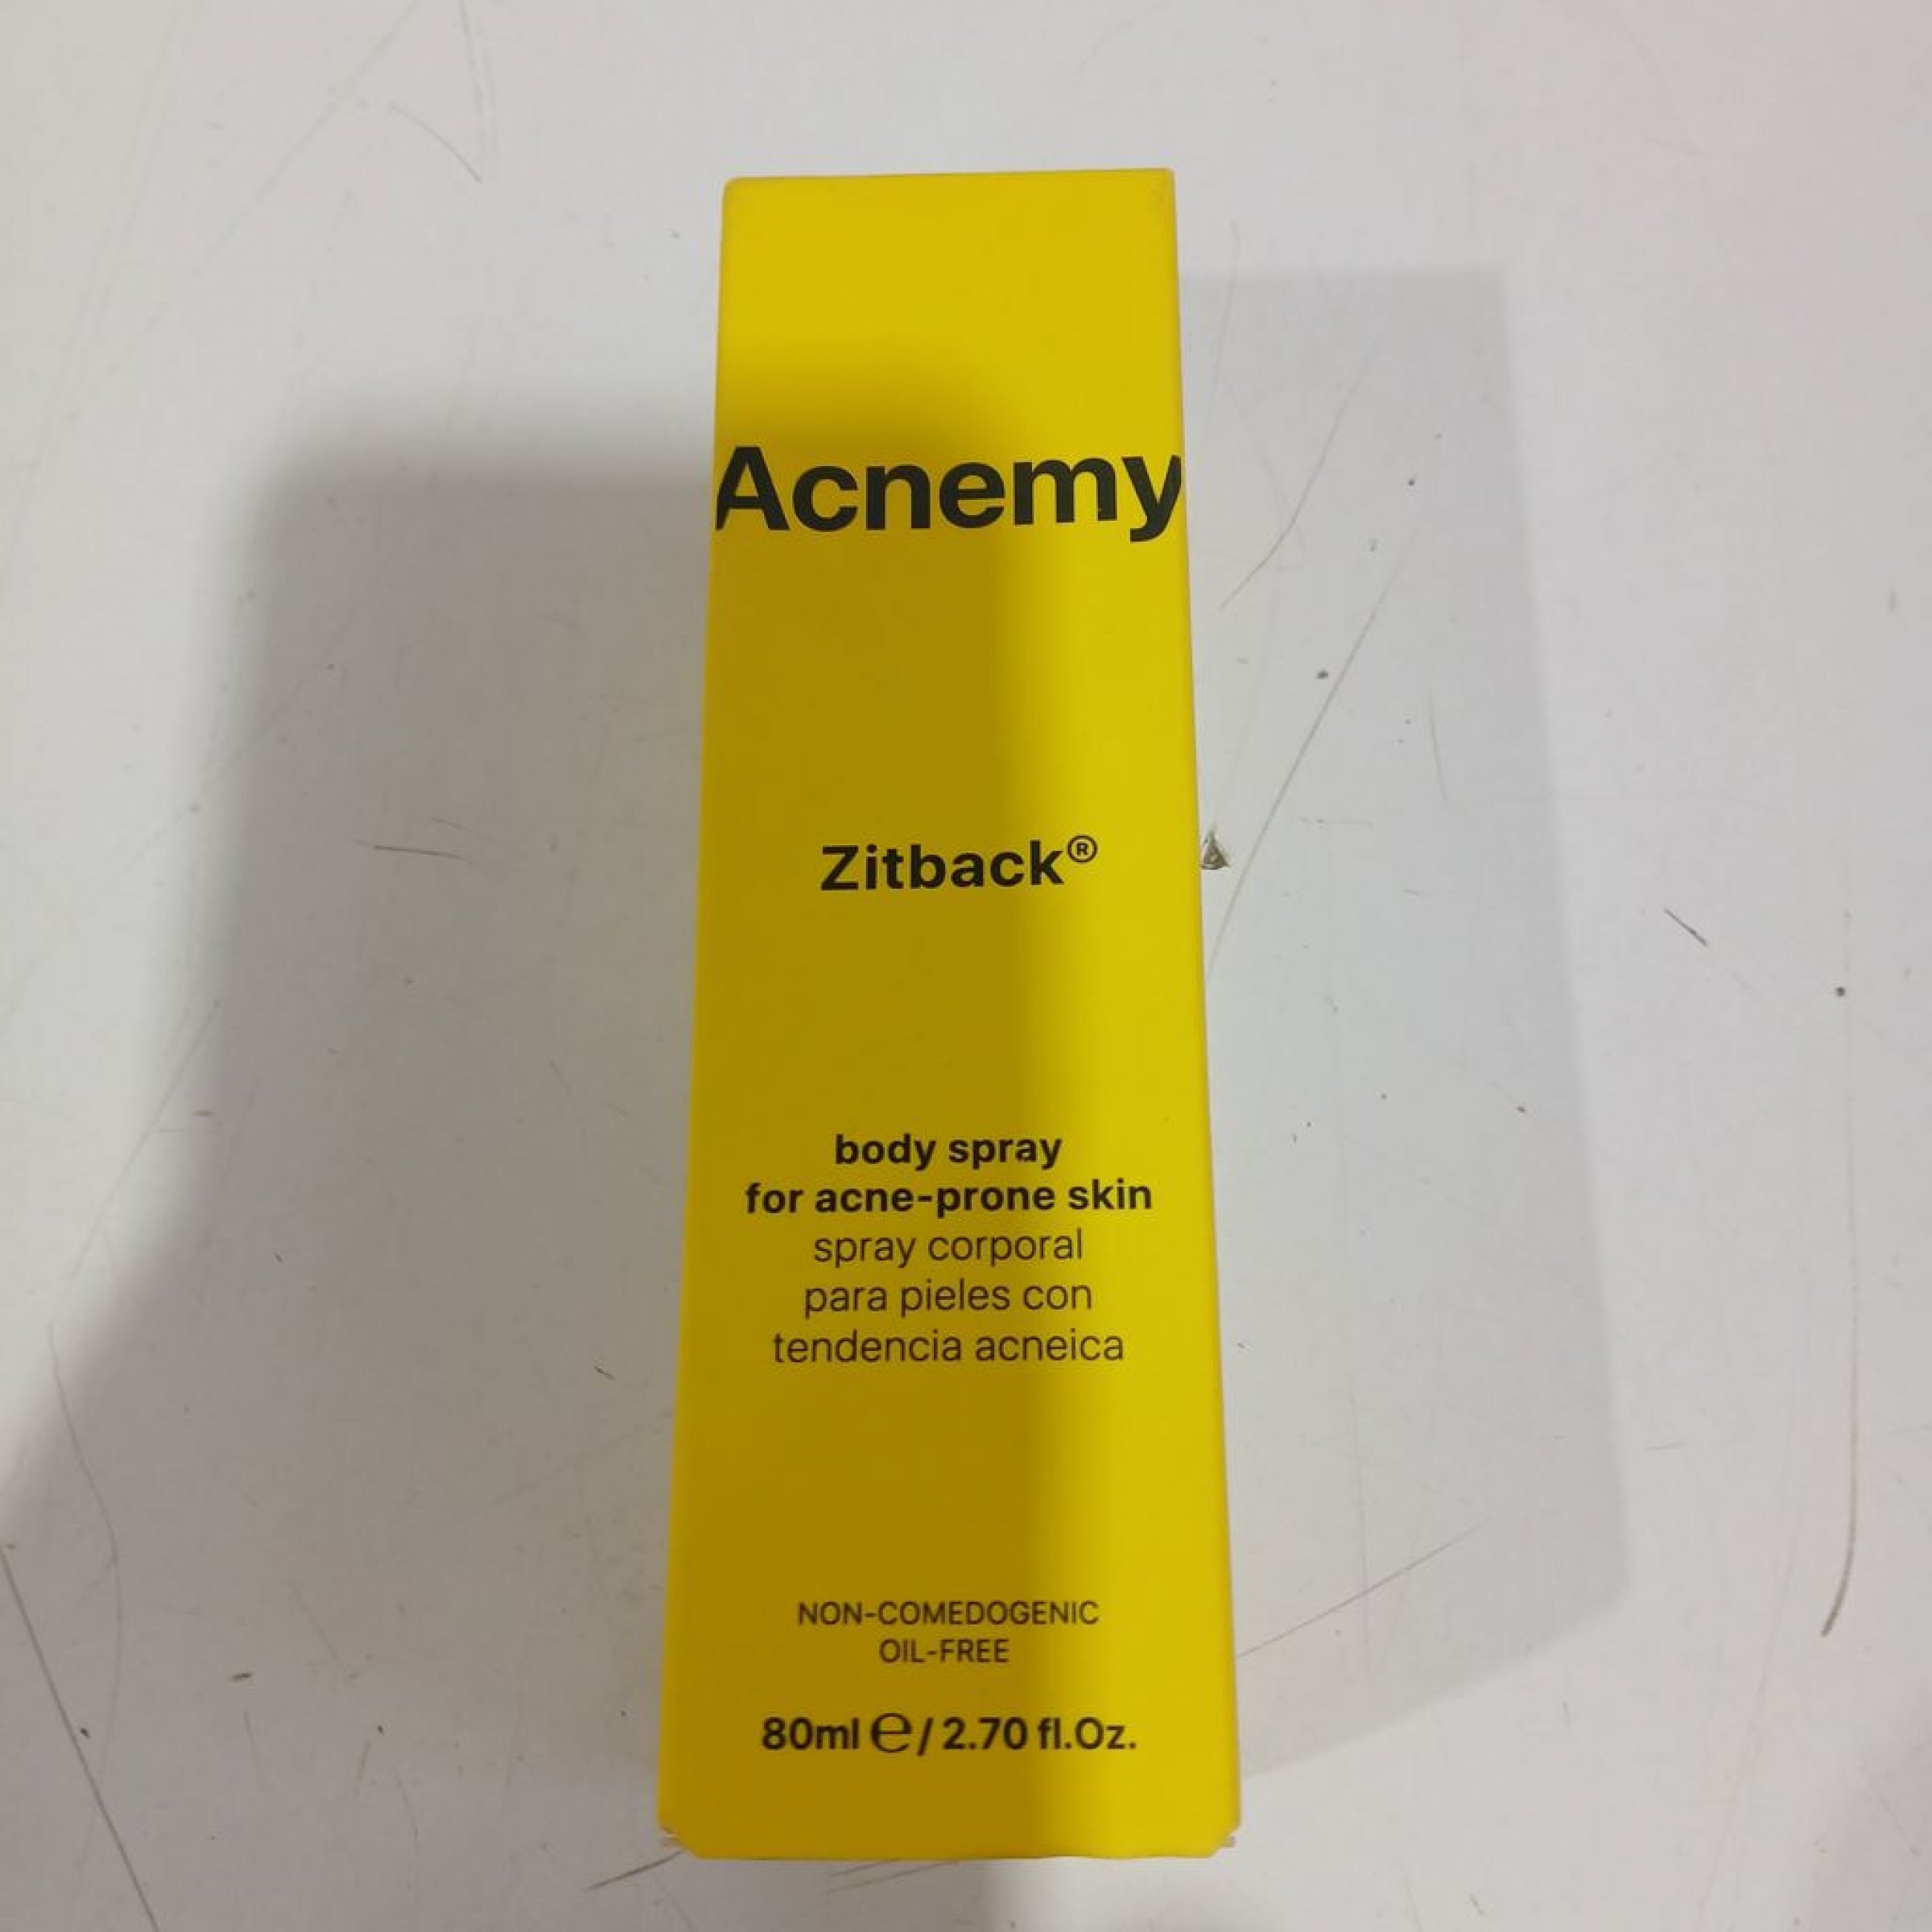 Acnemy
Zitback®
body spray
for acne-prone skin
spray corporal
para pieles con
tendencia acneica
NON-COMEDOGENIC
OIL-FREE
80ml ℮/ 2.70 fl.Oz.